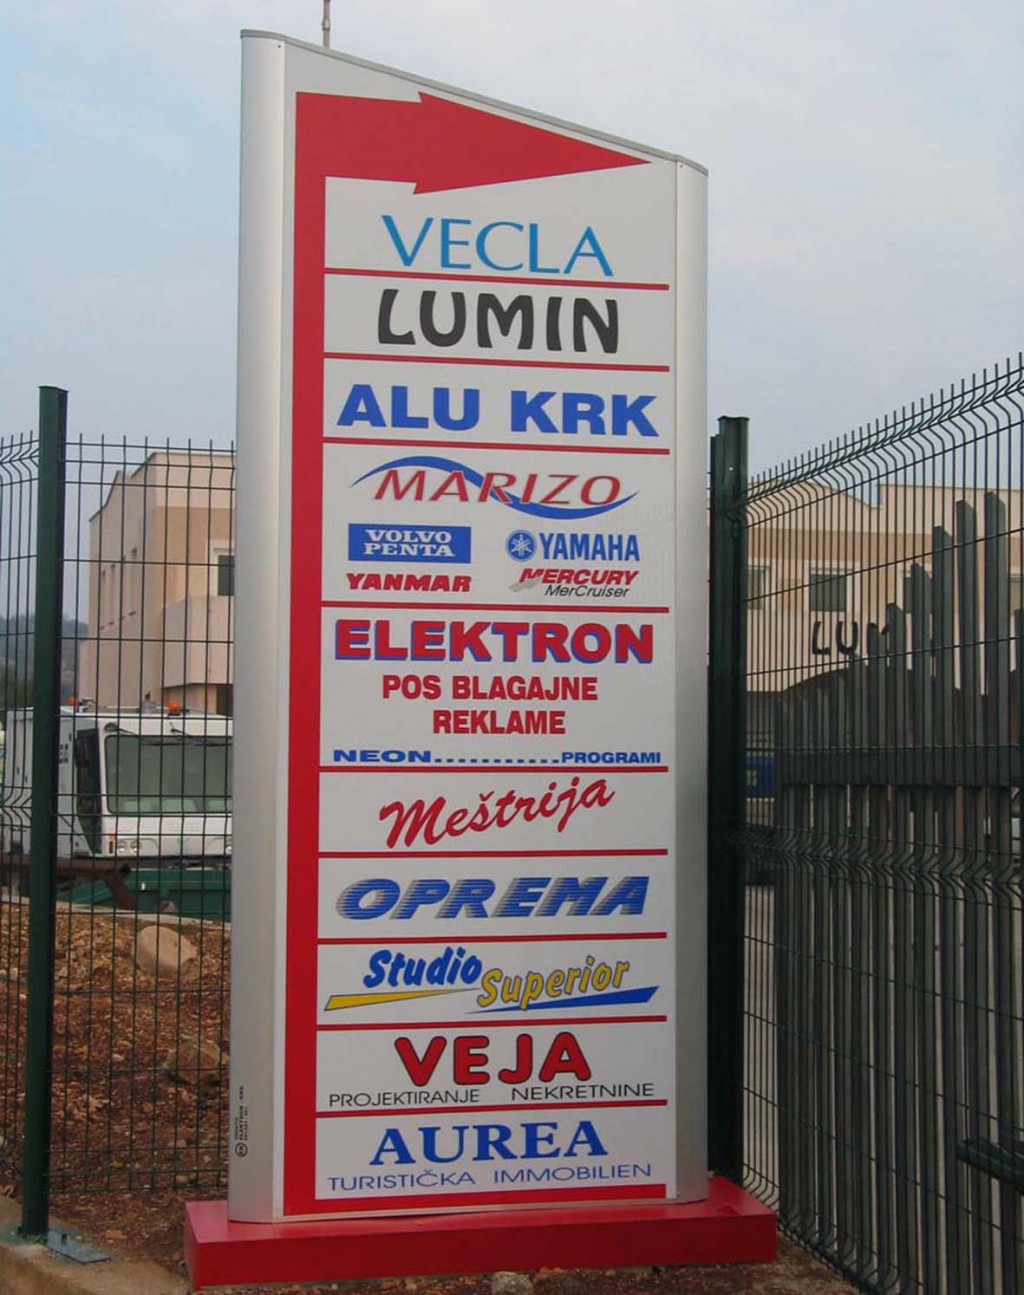 VECLA
LUMIN
ALU KRK
MARIZO
VOLVO
PENTA
YAMAHA
YANMAR
MERCURY
MerCruiser
ELEKTRON
POS BLAGAJNE
REKLAME
NEON...........PROGRAMI
Meštrija
OPREMA
Studio Superior
VEJA
PROJEKTIRANJE NEKRETNINE
AUREA
TURISTIČKA IMMOBILIEN
LUM